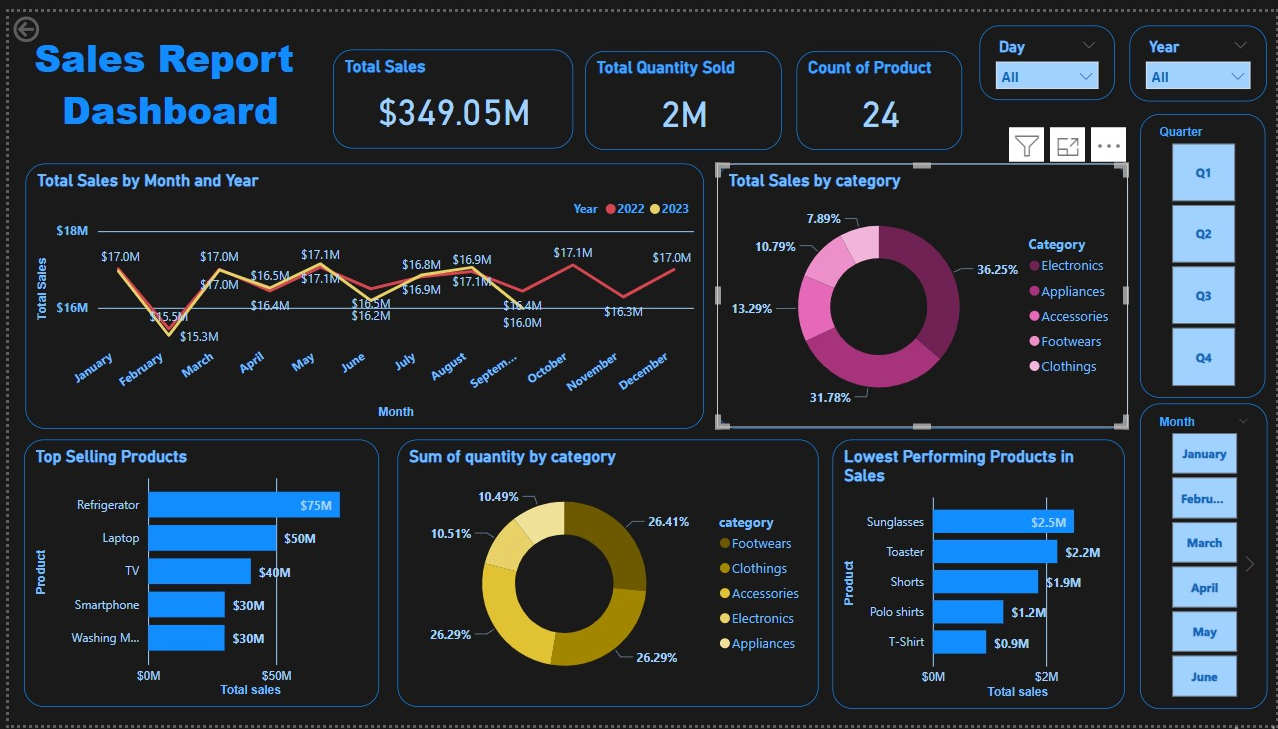 Sales Report
Dashboard
Total Sales
$349.05M
Total Quantity Sold
2M
Count of Product
24
Day
All
Year
All
Total Sales by Month and Year
Year 2022 2023
Total Sales
$18M
$16M
$17.0M
$15.5M
$15.3M
$17.0M
$17.0M
$16.5M
$16.4M
$17.1M
$17.1M
$16.5M
$16.2M
$16.8M
$16.9M
$16.9M
$17.1M
$16.4M
$16.0M
$17.1M
$16.3M
$17.0M
January
February
March
April
May
June
July
August
Septem...
October
November
December
Month
Total Sales by category
7.89%
10.79%
13.29%
31.78%
36.25%
Category
Electronics
Appliances
Accessories
Footwears
Clothings
Quarter
Q1
Q2
Q3
Q4
Top Selling Products
Product
Refrigerator $75M
Laptop $50M
TV $40M
Smartphone $30M
Washing M... $30M
$0M $50M
Total sales
Sum of quantity by category
10.49%
10.51%
26.29%
26.29%
26.41%
category
Footwears
Clothings
Accessories
Electronics
Appliances
Lowest Performing Products in
Sales
Product
Sunglasses $2.5M
Toaster $2.2M
Shorts $1.9M
Polo shirts $1.2M
T-Shirt $0.9M
$0M $2M
Total sales
Month
January
Febru...
March
April
May
June